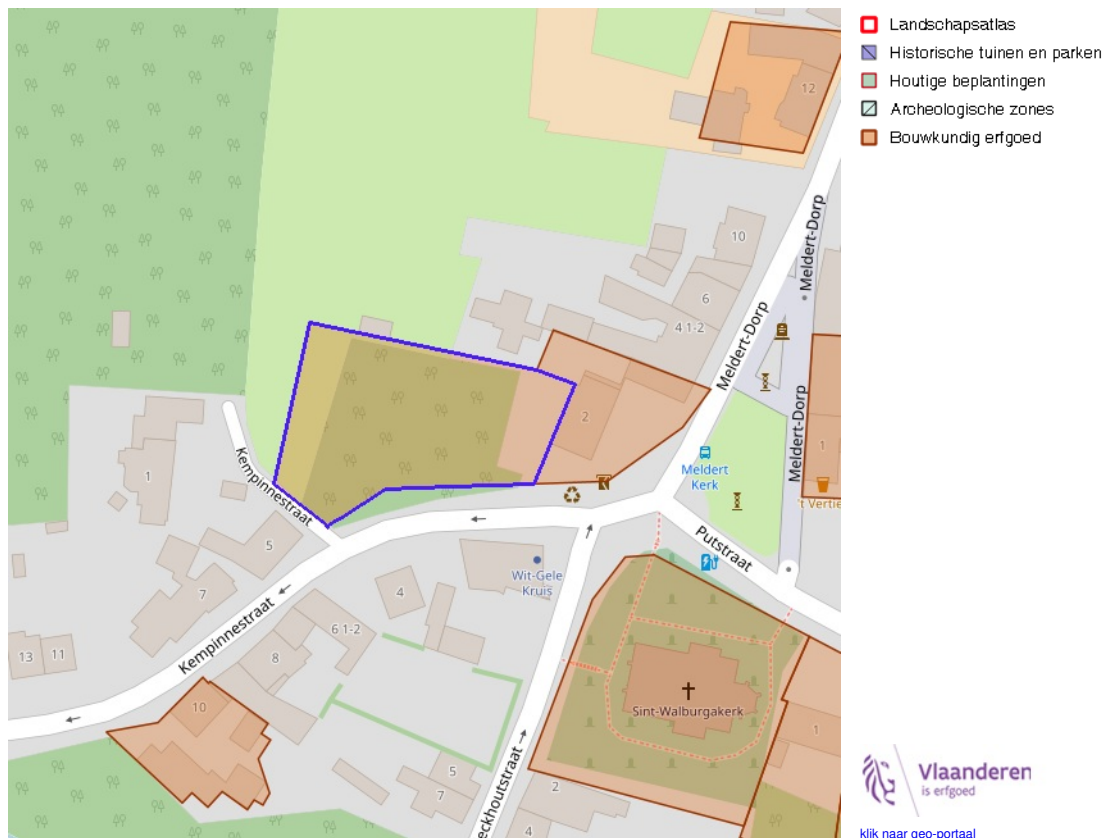 Landschapsatlas
Historische tuinen en parken
Houtige beplantingen
Archeologische zones
Bouwkundig erfgoed
12
Meldert-Dorp
10
6
4 1-2
Meldert-Dorp
2
Meldert-Dorp
1
't Vertie
Meldert
Kerk
1
Kempinnestraat
5
7
Wit-Gele
Kruis
Putstraat
4
6 1-2
Kempinnestraat
13
11
8
10
Sint-Walburgakerk
1
5
7
2
4
eckhoutstraat
Vlaanderen
is erfgoed
klik naar geo-portaal